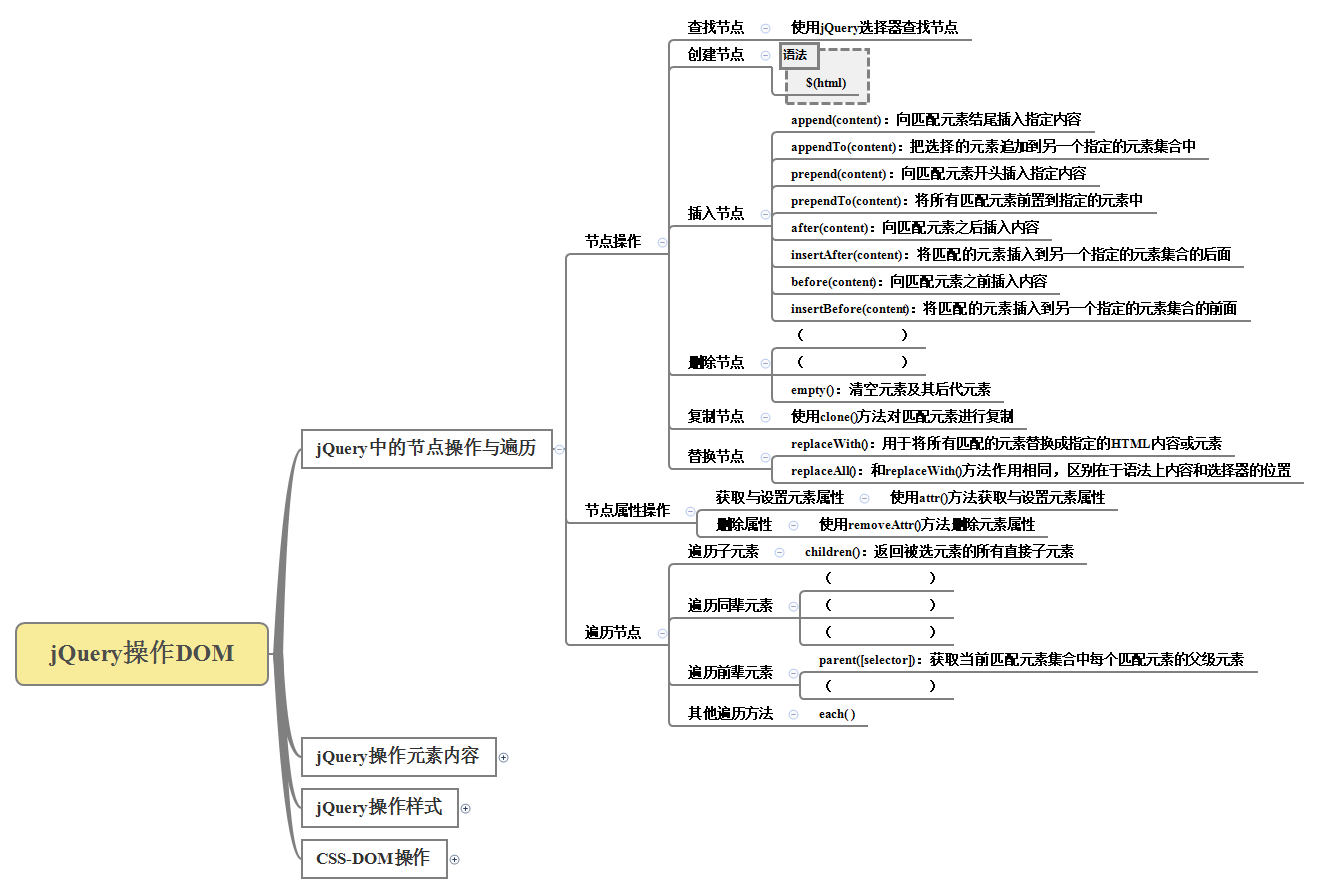 查找节点 使用jQuery选择器查找节点
创建节点 语法
$(html)
append(content)：向匹配元素结尾插入指定内容
appendTo(content)：把选择的元素追加到另一个指定的元素集合中
prepend(content)：向匹配元素开头插入指定内容
prependTo(content)：将所有匹配元素前置到指定的元素中
插入节点
after(content)：向匹配元素之后插入内容
节点操作
insertAfter(content)：将匹配的元素插入到另一个指定的元素集合的后面
before(content)：向匹配元素之前插入内容
insertBefore(content)：将匹配的元素插入到另一个指定的元素集合的前面
（ ）
删除节点 （ ）
empty()：清空元素及其后代元素
复制节点 使用clone()方法对匹配元素进行复制
jQuery中的节点操作与遍历
replaceWith()：用于将所有匹配的元素替换成指定的HTML内容或元素
替换节点
replaceAll()：和replaceWith()方法作用相同，区别在于语法上内容和选择器的位置
获取与设置元素属性 使用attr()方法获取与设置元素属性
节点属性操作
删除属性 使用removeAttr()方法删除元素属性
遍历子元素 children()：返回被选元素的所有直接子元素
（ ）
遍历同辈元素 （ ）
遍历节点 （ ）
jQuery操作DOM
parent([selector])：获取当前匹配元素集合中每个匹配元素的父级元素
遍历前辈元素
（ ）
其他遍历方法 each( )
jQuery操作元素内容
jQuery操作样式
CSS-DOM操作